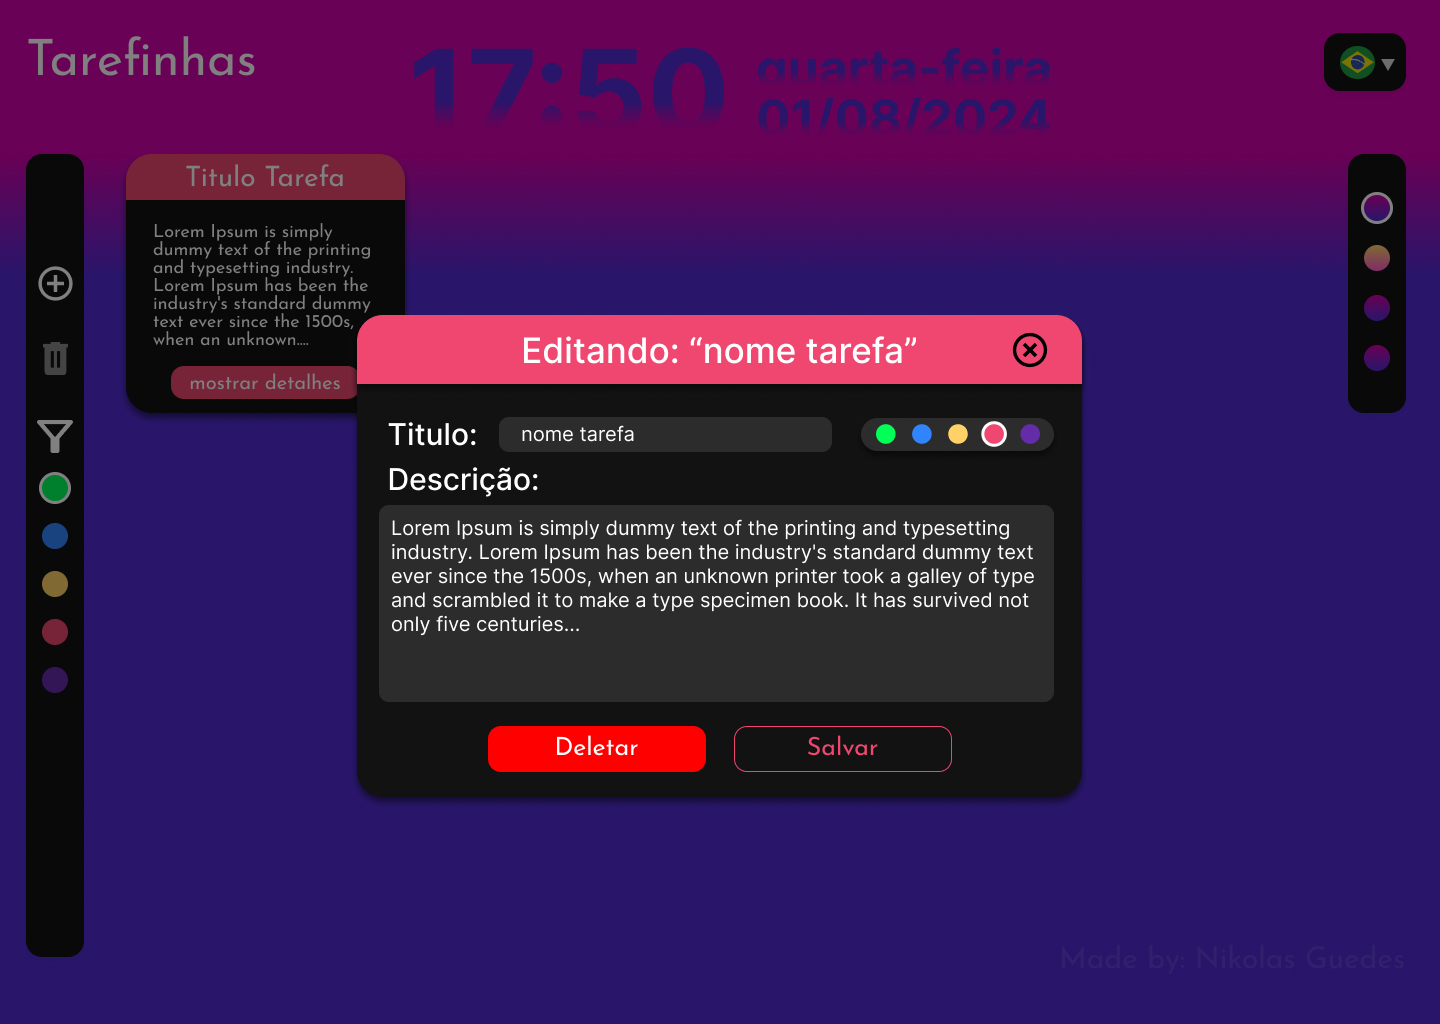 Tarefinhas
17:50
quarta-feira
01/08/2024
Titulo Tarefa
Lorem Ipsum is simply
dummy text of the printing
and typesetting industry.
Lorem Ipsum has been the
industry's standard dummy
text ever since the 1500s,
when an unknown....
mostrar detalhes
Editando: “nome tarefa”
Titulo:
nome tarefa
Descrição:
Lorem Ipsum is simply dummy text of the printing and typesetting
industry. Lorem Ipsum has been the industry's standard dummy text
ever since the 1500s, when an unknown printer took a galley of type
and scrambled it to make a type specimen book. It has survived not
only five centuries...
Deletar
Salvar
Made by: Nikolas Guedes